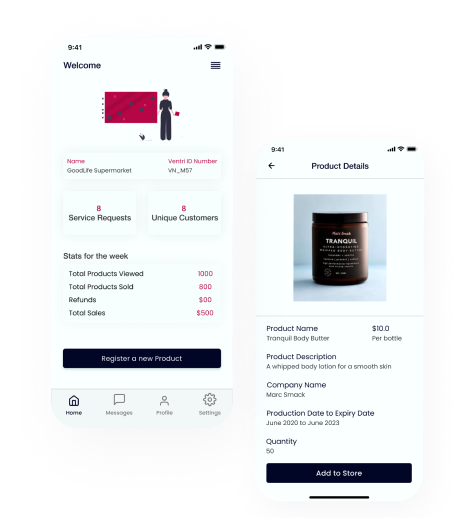 9:41
Welcome
Name
Ventri ID Number
GoodLife Supermarket
VN_M57
8
Service Requests
8
Unique Customers
Stats for the week
Total Products Viewed 1000
Total Products Sold 800
Refunds $00
Total Sales $500
Register a new Product
Home
Messages
Profile
Settings
9:41
Product Details
TRANQUIL
Product Name $10.0
Tranquil Body Butter Per bottle
Product Description
A whipped body lotion for a smooth skin
Company Name
Marc Smack
Production Date to Expiry Date
June 2020 to June 2023
Quantity
50
Add to Store